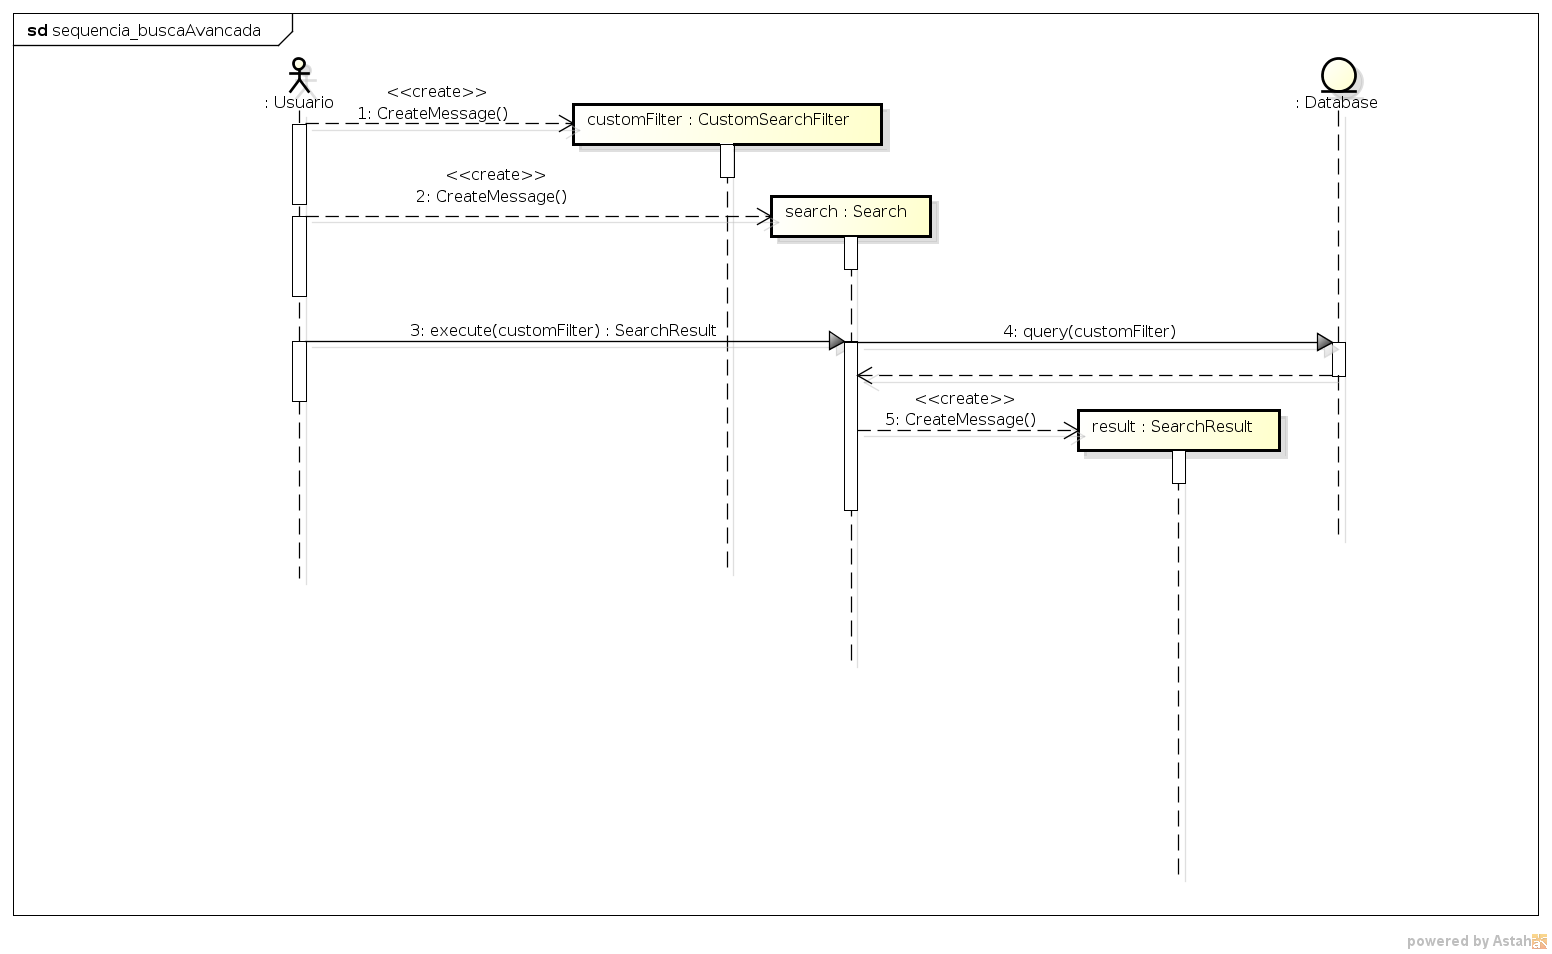 sd sequencia_buscaAvancada
: Usuario
: Database
<<create>>
1: CreateMessage()
customFilter : CustomSearchFilter
<<create>>
2: CreateMessage()
search : Search
3: execute(customFilter) : SearchResult
4: query(customFilter)
<<create>>
5: CreateMessage()
result : SearchResult
powered by Astah